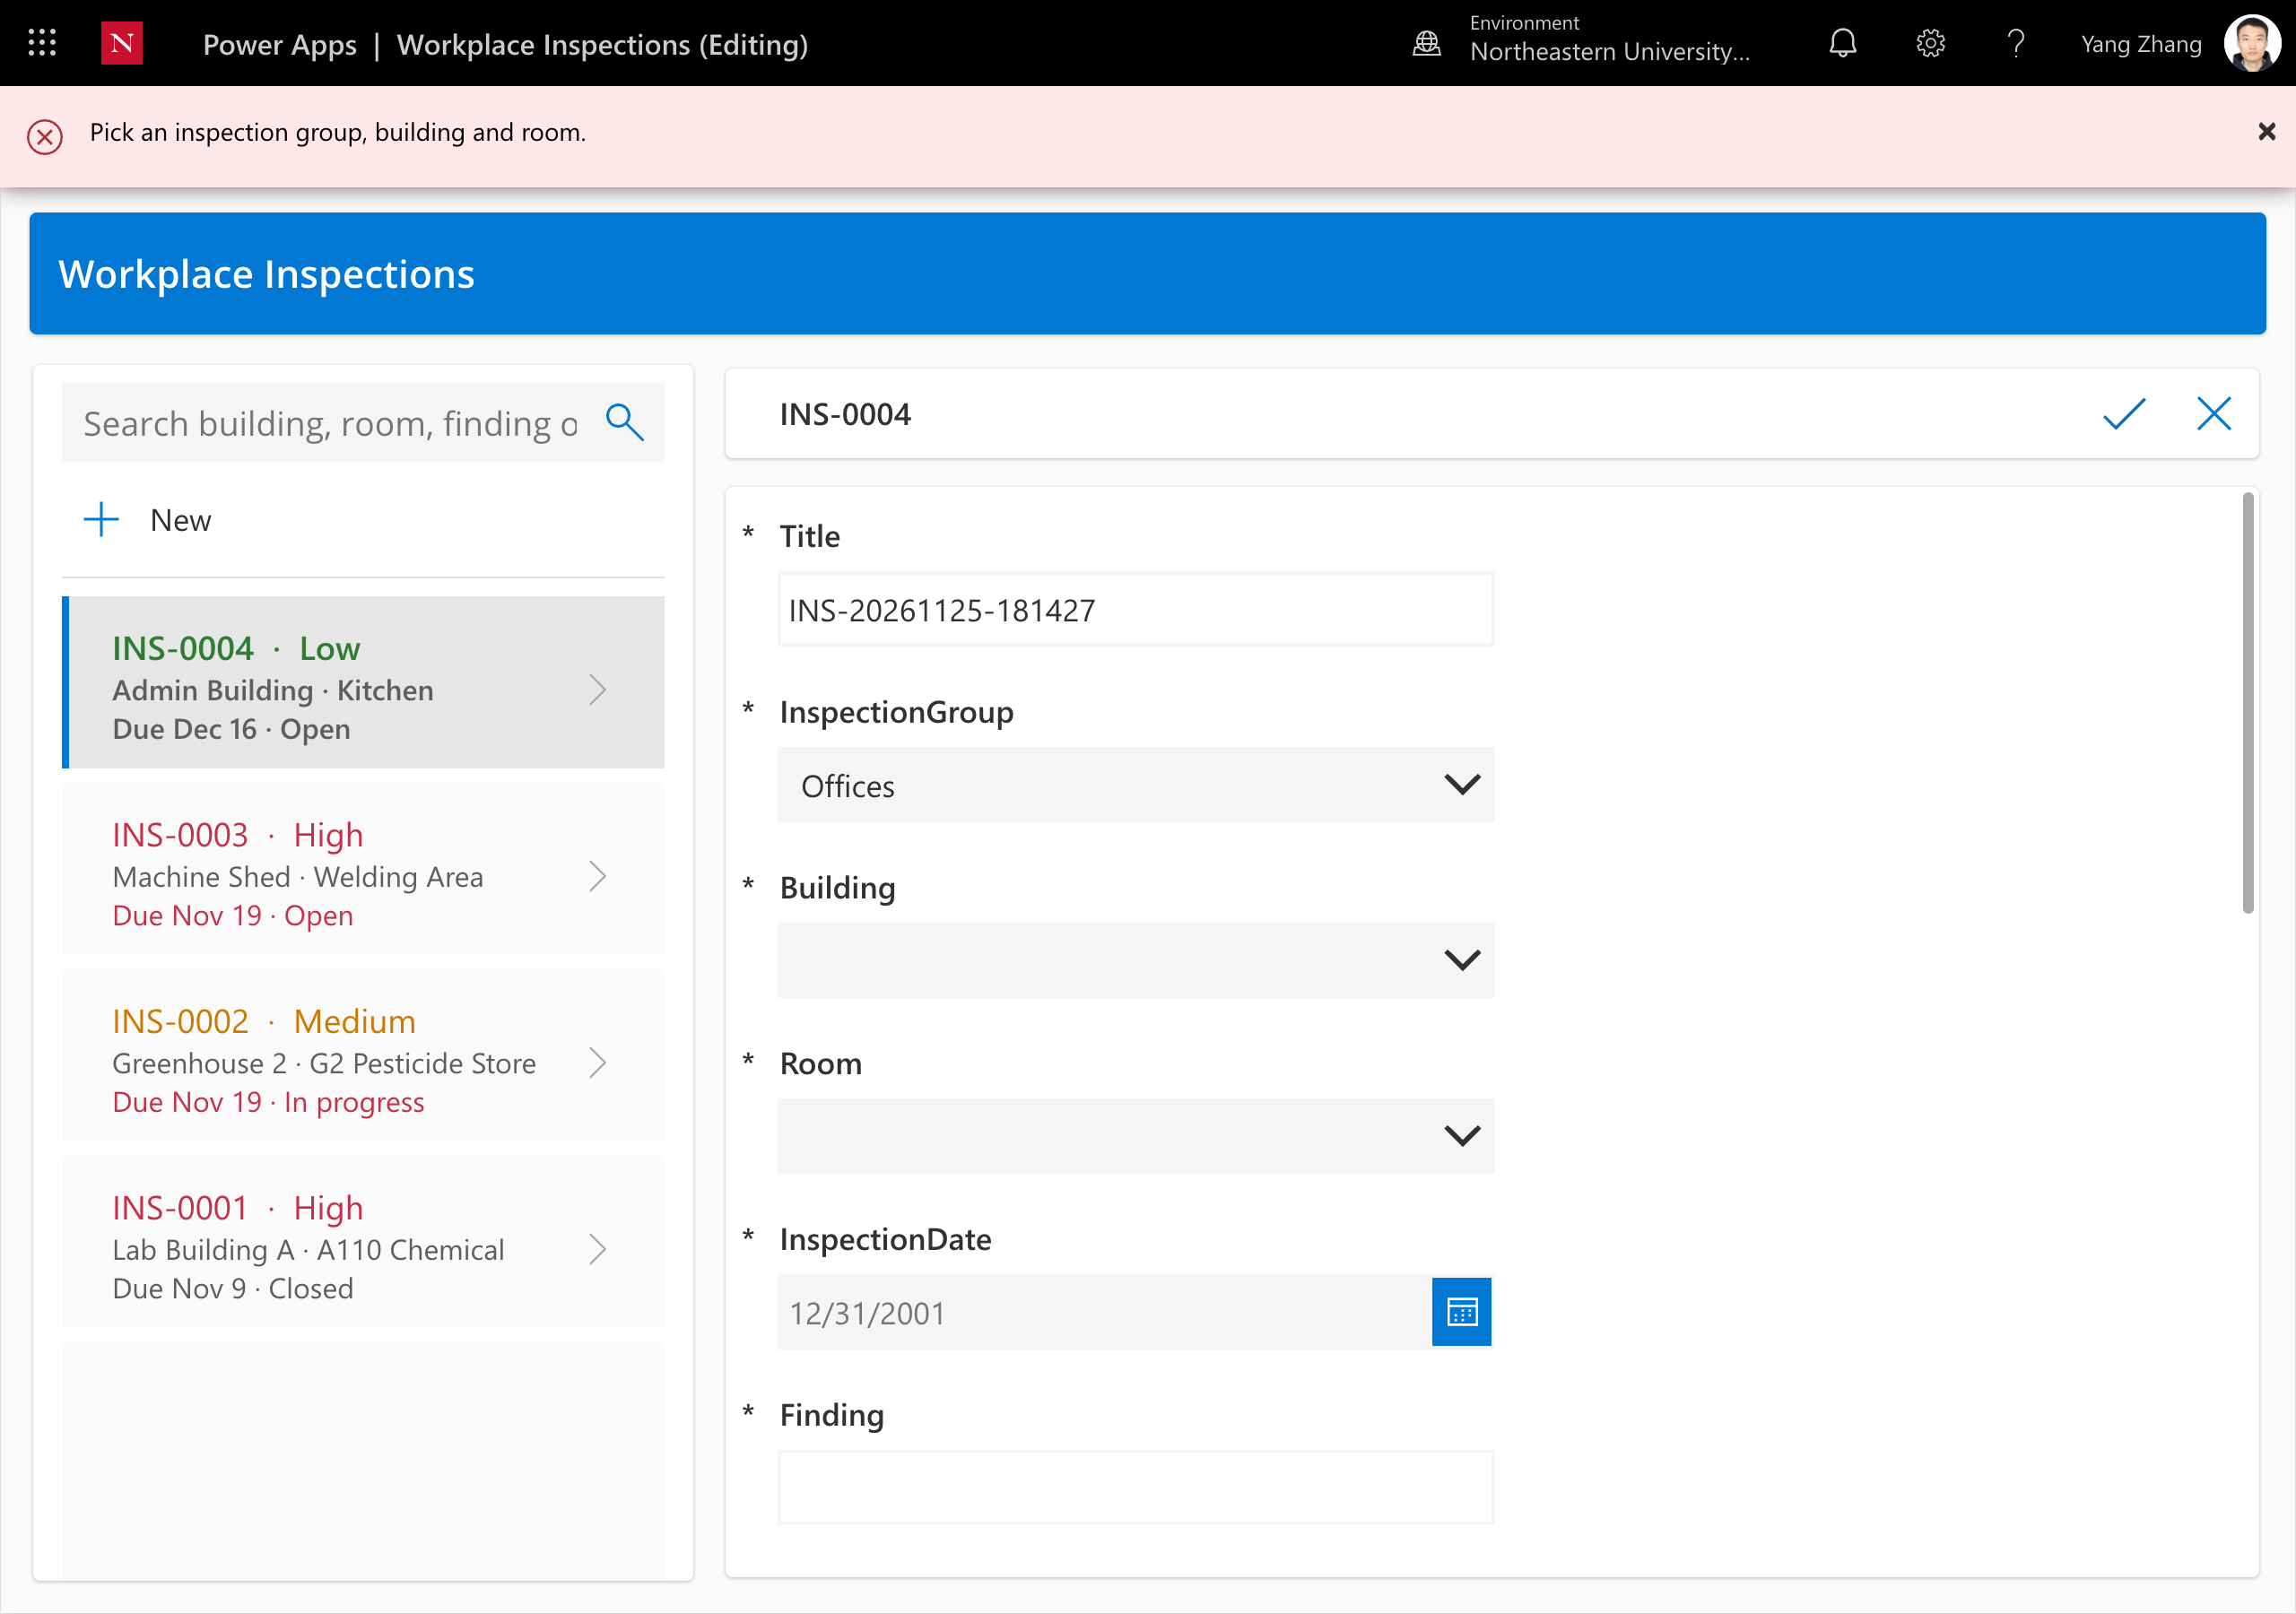 N
Power Apps | Workplace Inspections (Editing)
Environment
Northeastern University...
?
Yang Zhang
Pick an inspection group, building and room.
Workplace Inspections
Search building, room, finding o
New
INS-0004 · Low
Admin Building · Kitchen
Due Dec 16 · Open
INS-0003 · High
Machine Shed · Welding Area
Due Nov 19 · Open
INS-0002 · Medium
Greenhouse 2 · G2 Pesticide Store
Due Nov 19 · In progress
INS-0001 · High
Lab Building A · A110 Chemical
Due Nov 9 · Closed
INS-0004
* Title
INS-20261125-181427
* InspectionGroup
Offices
* Building
* Room
* InspectionDate
12/31/2001
* Finding